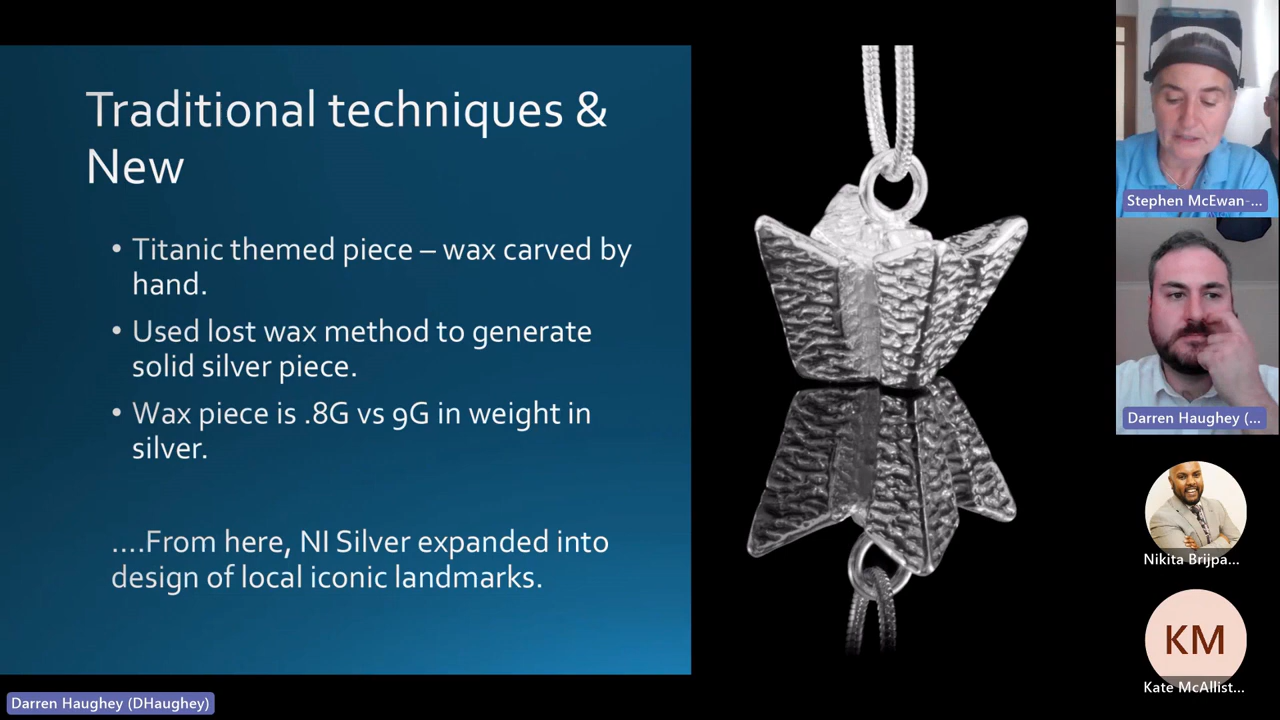 Traditional techniques &
New
• Titanic themed piece – wax carved by
hand.
• Used lost wax method to generate
solid silver piece.
• Wax piece is .8G vs 9G in weight in
silver.
....From here, NI Silver expanded into
design of local iconic landmarks.
Stephen McEwan-...
Darren Haughey (...
Nikita Brijpa...
KM
Kate McAllist...
Darren Haughey (DHaughey)